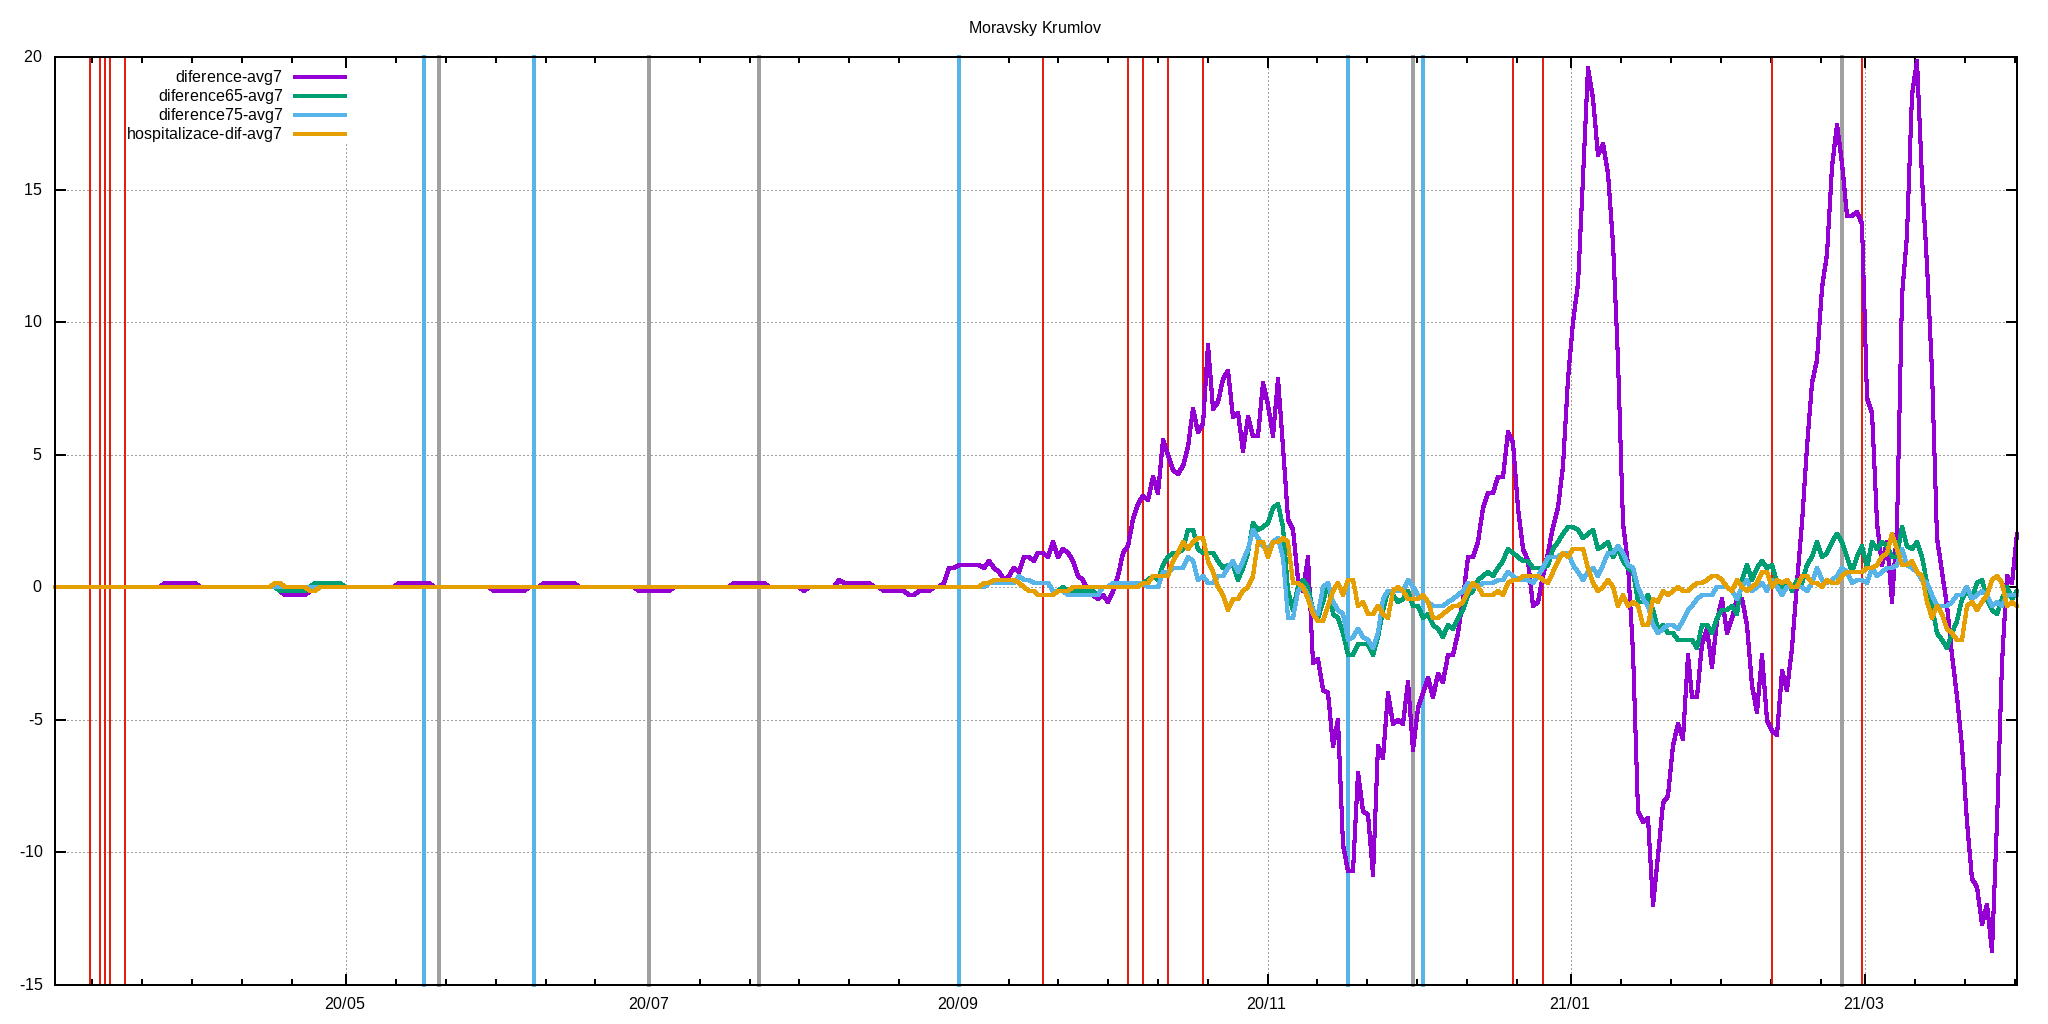 Moravsky Krumlov
20
diference-avg7
diference65-avg7
diference75-avg7
hospitalizace-dif-avg7
15
10
5
0
-5
-10
-15
20/05 20/07 20/09 20/11 21/01 21/03